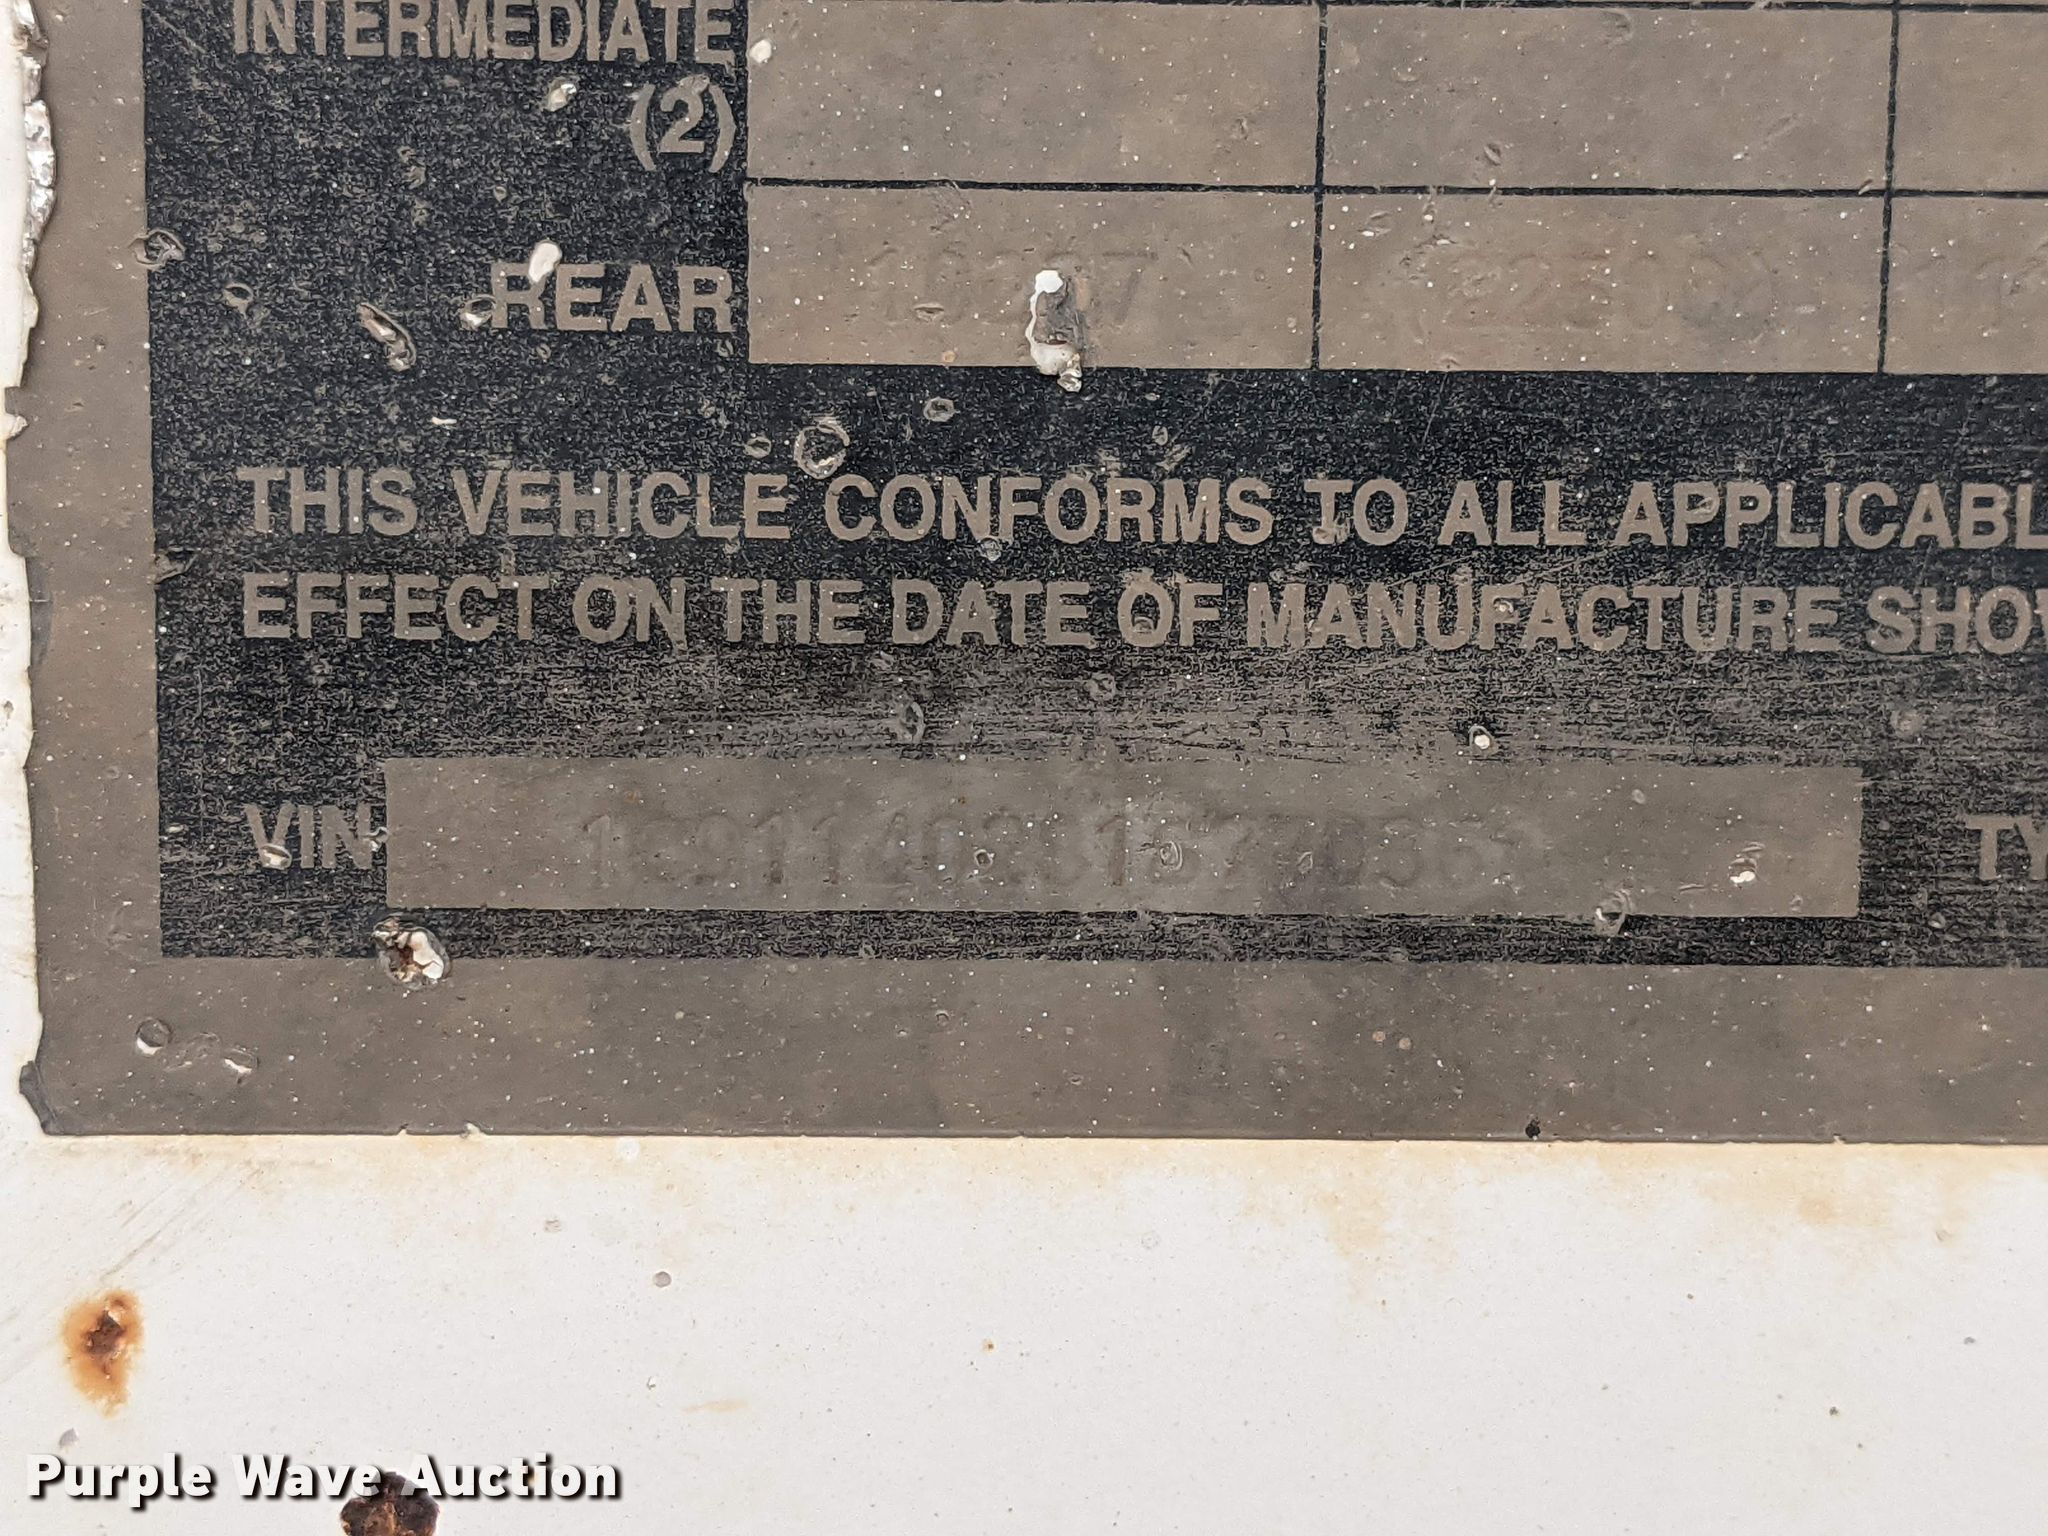 INTERMEDIATE
(2)
REAR
THIS VEHICLE CONFORMS TO ALL APPLICABL
EFFECT ON THE DATE OF MANUFACTURE SHOW
VIN
TY
Purple Wave Auction